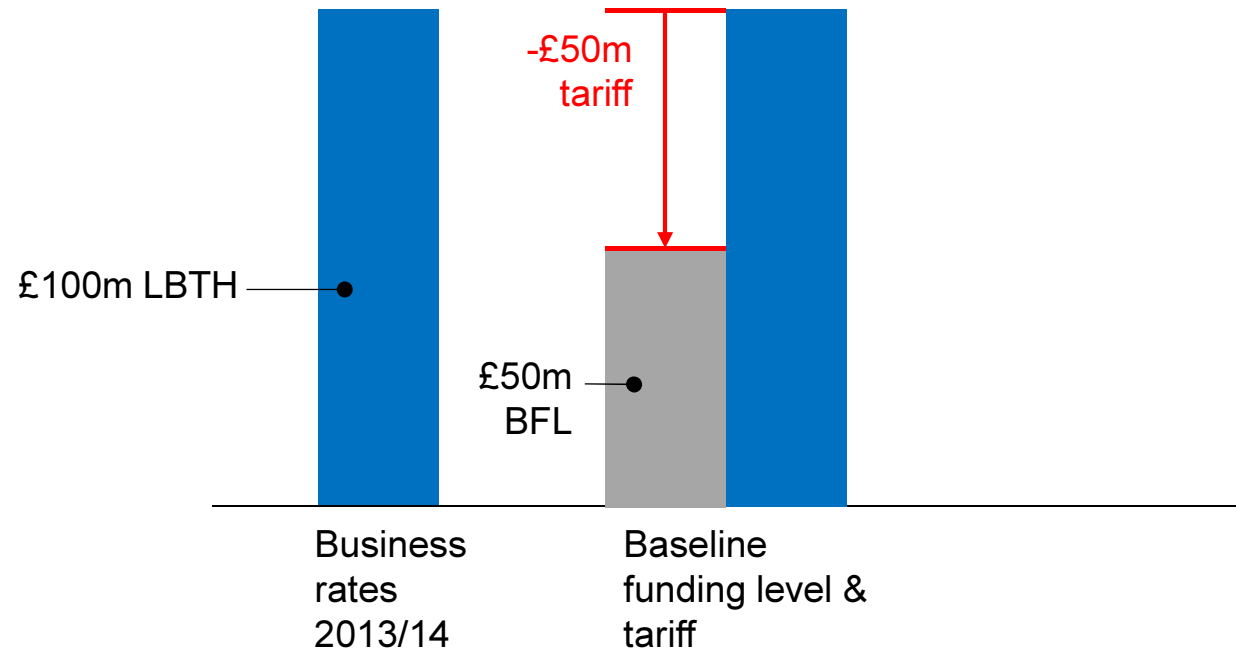 -£50m
tariff
£100m LBTH
£50m
BFL
Business
rates
2013/14
Baseline
funding level &
tariff